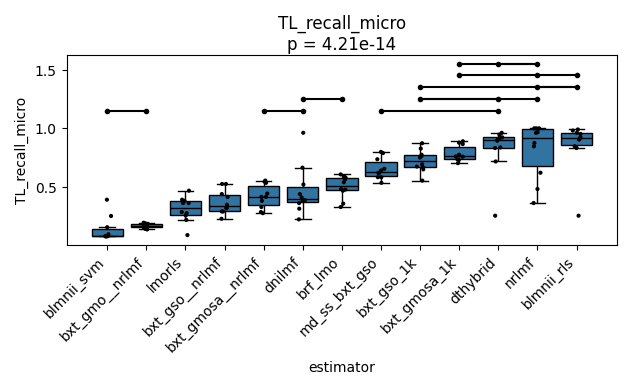 TL_recall_micro
p = 4.21e-14
TL_recall_micro
1.5
1.0
0.5
blmnii_svm
bxt_gmo__nrlmf
lmorls
bxt_gso__nrlmf
bxt_gmosa__nrlmf
dnilmf
brf_lmo
md_ss_bxt_gso
bxt_gso_1k
bxt_gmosa_1k
dthybrid
nrlmf
blmnii_rls
estimator